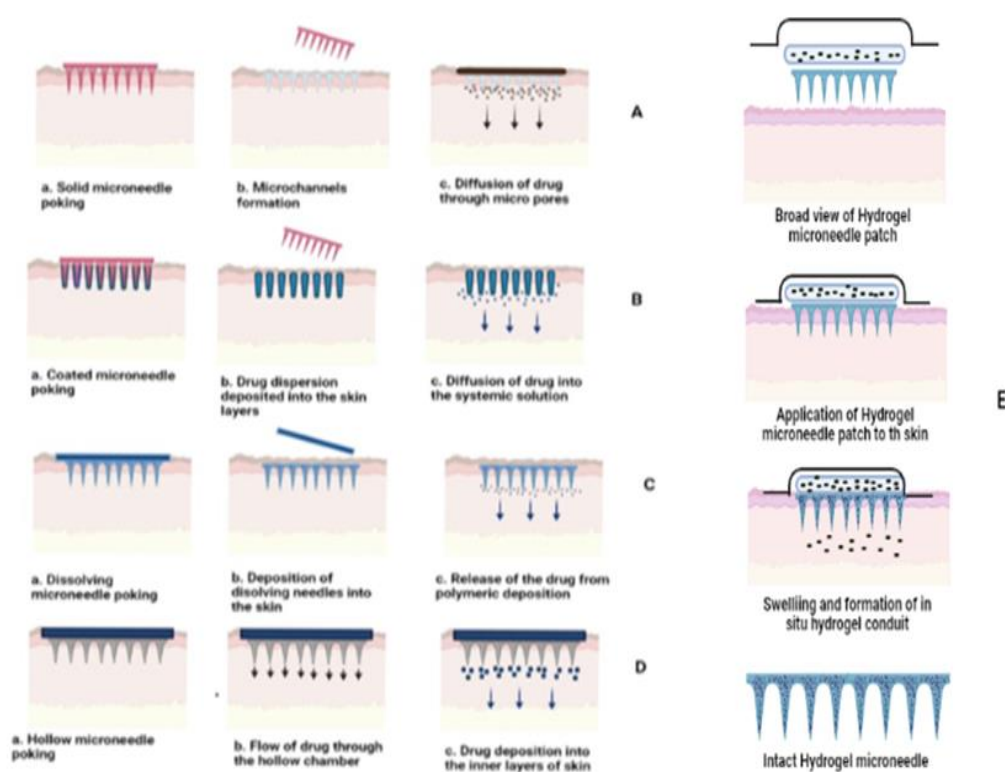 a. Solid microneedle
poking
b. Microchannels
formation
c. Diffusion of drug
through micro pores
A
a. Coated microneedle
poking
b. Drug dispersion
deposited into the skin
layers
c. Diffusion of drug into
the systemic solution
B
a. Dissolving
microneedle poking
b. Deposition of
disolving needles into
the skin
c. Release of the drug from
polymeric deposition
C
a. Hollow microneedle
poking
b. Flow of drug through
the hollow chamber
c. Drug deposition into
the inner layers of skin
D
Broad view of Hydrogel
microneedle patch
Application of Hydrogel
microneedle patch to th skin
Swelliing and formation of in
situ hydrogel conduit
Intact Hydrogel microneedle
E